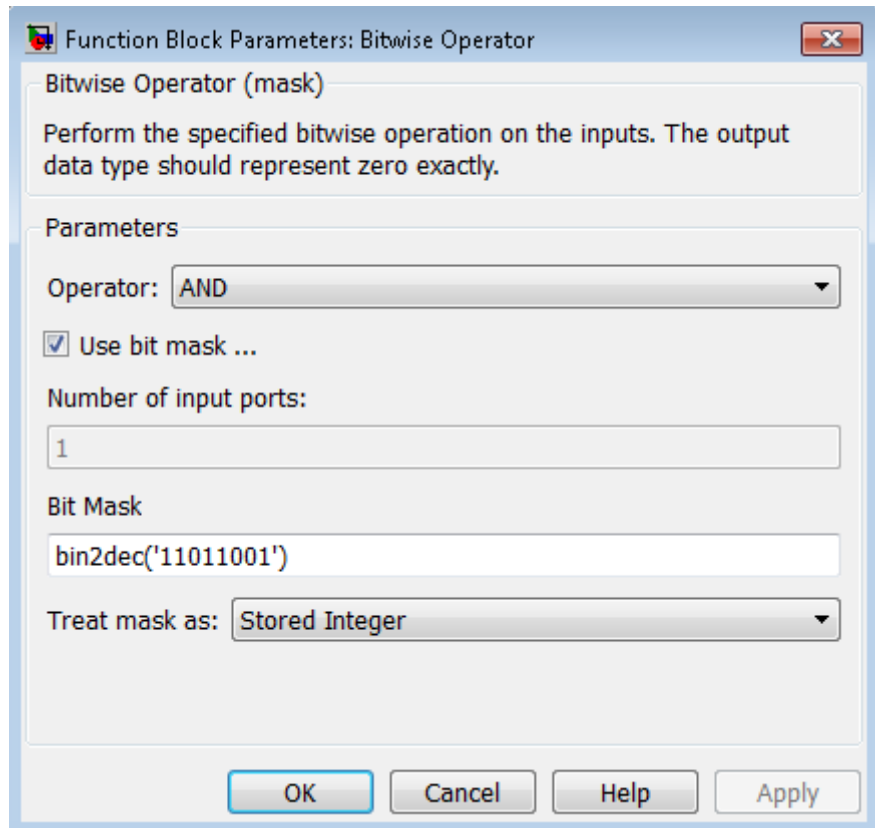 Function Block Parameters: Bitwise Operator
Bitwise Operator (mask)
Perform the specified bitwise operation on the inputs. The output
data type should represent zero exactly.
Parameters
Operator: AND
Use bit mask ...
Number of input ports:
1
Bit Mask
bin2dec('11011001')
Treat mask as: Stored Integer
OK Cancel Help Apply